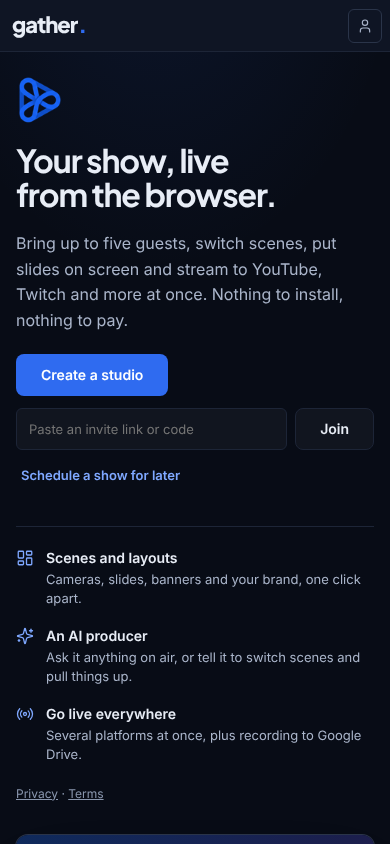 gather.
Your show, live
from the browser.
Bring up to five guests, switch scenes, put
slides on screen and stream to YouTube,
Twitch and more at once. Nothing to install,
nothing to pay.
Create a studio
Paste an invite link or code
Join
Schedule a show for later
Scenes and layouts
Cameras, slides, banners and your brand, one click
apart.
An AI producer
Ask it anything on air, or tell it to switch scenes and
pull things up.
Go live everywhere
Several platforms at once, plus recording to Google
Drive.
Privacy · Terms